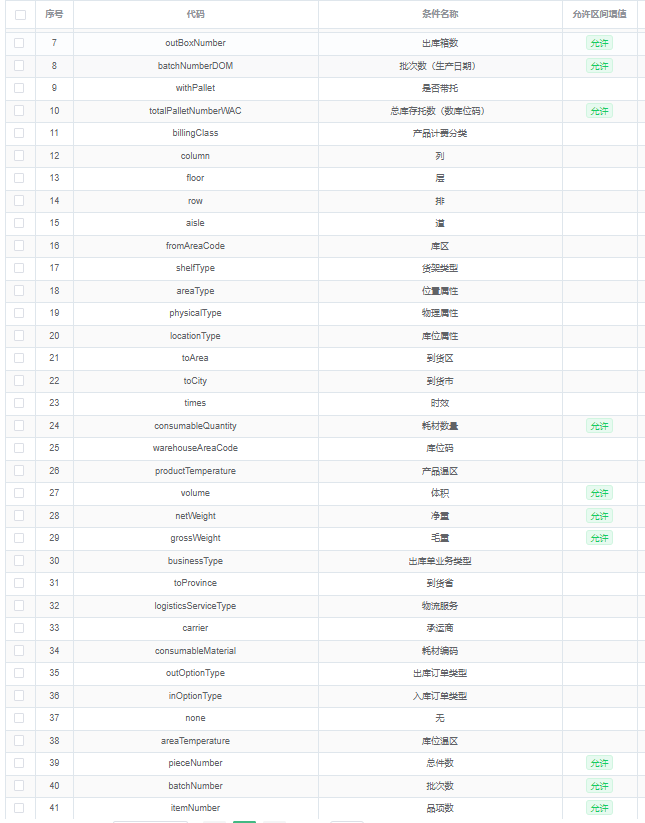 序号 代码 条件名称 允许区间填值
7 outBoxNumber 出库箱数 允许
8 batchNumberDOM 批次数（生产日期） 允许
9 withPallet 是否带托
10 totalPalletNumberWAC 总库存托数（数库位码） 允许
11 billingClass 产品计费分类
12 column 列
13 floor 层
14 row 排
15 aisle 道
16 fromAreaCode 库区
17 shelfType 货架类型
18 areaType 位置属性
19 physicalType 物理属性
20 locationType 库位属性
21 toArea 到货区
22 toCity 到货市
23 times 时效
24 consumableQuantity 耗材数量 允许
25 warehouseAreaCode 库位码
26 productTemperature 产品温区
27 volume 体积 允许
28 netWeight 净重 允许
29 grossWeight 毛重 允许
30 businessType 出库单业务类型
31 toProvince 到货省
32 logisticsServiceType 物流服务
33 carrier 承运商
34 consumableMaterial 耗材编码
35 outOptionType 出库订单类型
36 inOptionType 入库订单类型
37 none 无
38 areaTemperature 库位温区
39 pieceNumber 总件数 允许
40 batchNumber 批次数 允许
41 itemNumber 品项数 允许